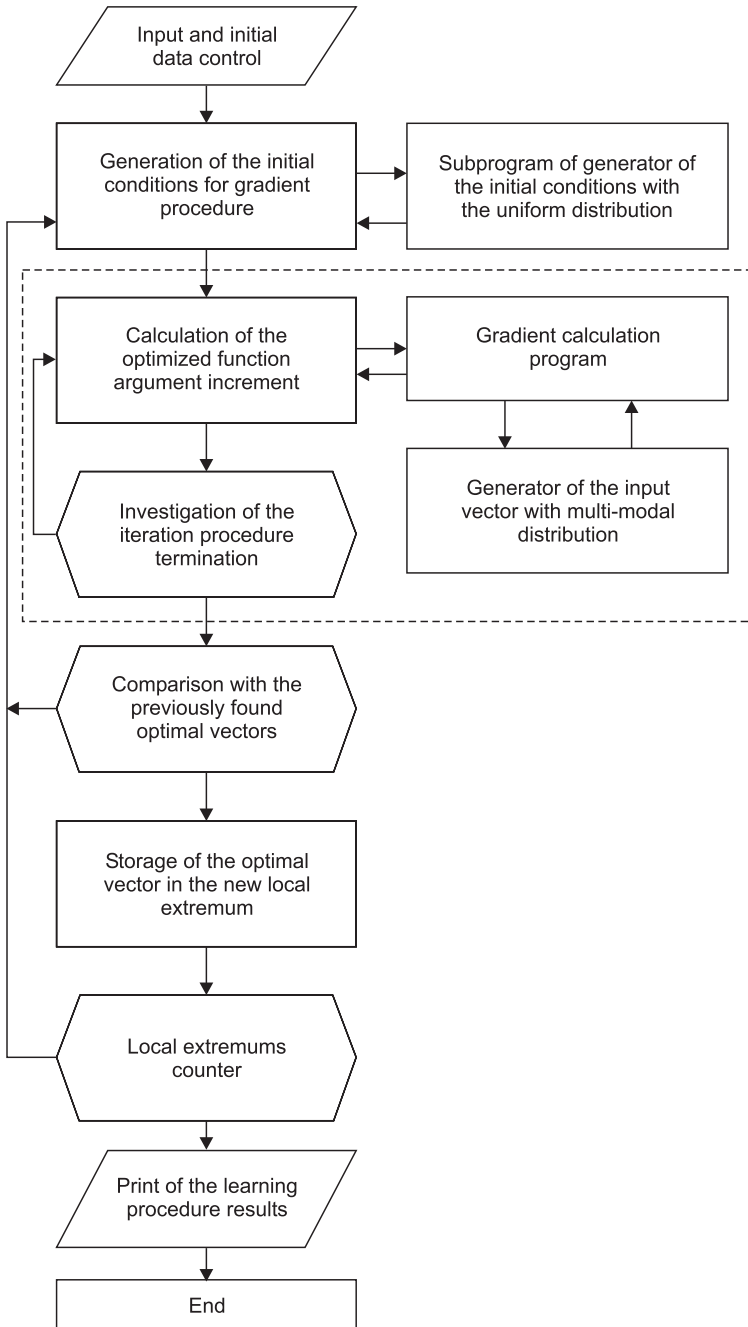 Input and initial
data control
Generation of the initial
conditions for gradient
procedure
Subprogram of generator of
the initial conditions with
the uniform distribution
Calculation of the
optimized function
argument increment
Gradient calculation
program
Investigation of the
iteration procedure
termination
Generator of the input
vector with multi-modal
distribution
Comparison with the
previously found
optimal vectors
Storage of the optimal
vector in the new local
extremum
Local extremums
counter
Print of the learning
procedure results
End